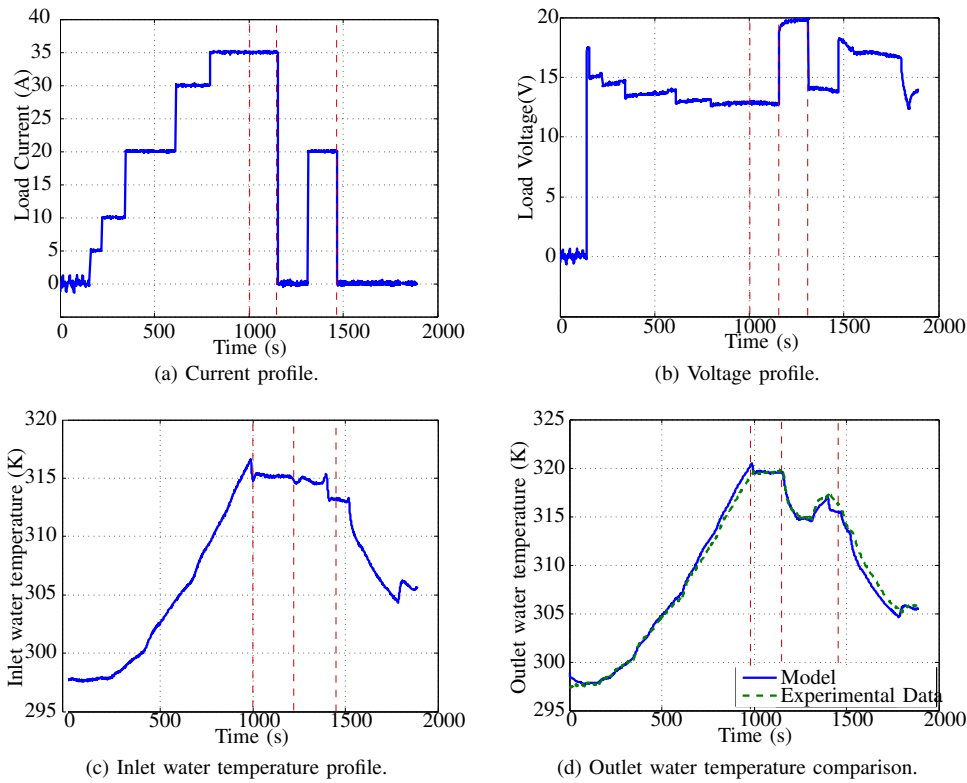 40
35
30
25
20
15
10
5
0
Load Current (A)
0 500 1000 1500 2000
Time (s)
(a) Current profile.
20
15
10
5
0
Load Voltage(V)
0 500 1000 1500 2000
Time (s)
(b) Voltage profile.
320
315
310
305
300
295
Inlet water temperature (K)
0 500 1000 1500 2000
Time (s)
(c) Inlet water temperature profile.
325
320
315
310
305
300
295
Outlet water temperature (K)
Model
Experimental Data
0 500 1000 1500 2000
Time (s)
(d) Outlet water temperature comparison.